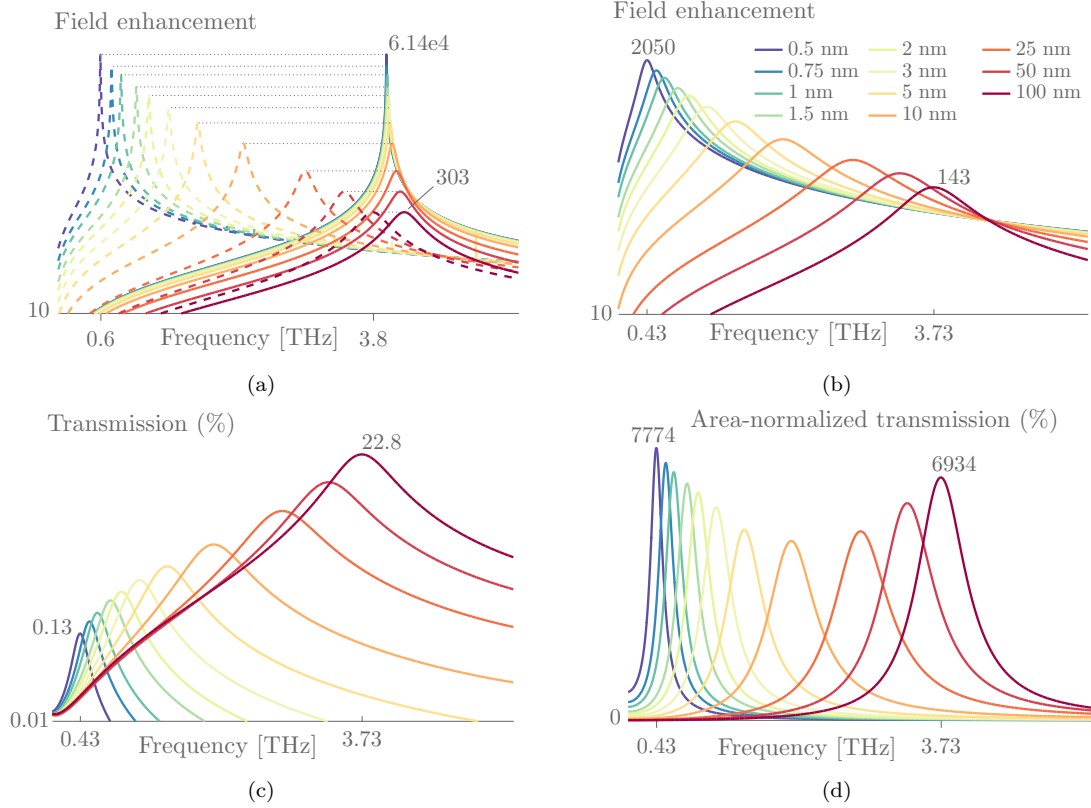 Field enhancement
6.14e4
303
10
0.6
Frequency [THz]
3.8
(a)
Field enhancement
2050
0.5 nm
2 nm
25 nm
0.75 nm
3 nm
50 nm
1 nm
5 nm
100 nm
1.5 nm
10 nm
143
10
0.43
Frequency [THz]
3.73
(b)
Transmission (%)
22.8
0.13
0.01
0.43
Frequency [THz]
3.73
(c)
Area-normalized transmission (%)
7774
6934
0
0.43
Frequency [THz]
3.73
(d)